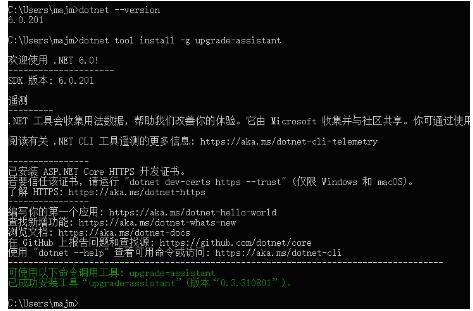 C:\Users\majm>dotnet --version
6.0.201
C:\Users\majm>dotnet tool install -g upgrade-assistant
欢迎使用 .NET 6.0!
---------------------
SDK 版本: 6.0.201
遥测
---------
.NET 工具会收集用法数据，帮助我们改善你的体验。它由 Microsoft 收集并与社区共享。你可通过使用
阅读有关 .NET CLI 工具遥测的更多信息: https://aka.ms/dotnet-cli-telemetry
----------------
已安装 ASP.NET Core HTTPS 开发证书。
若要信任该证书，请运行 "dotnet dev-certs https --trust" (仅限 Windows 和 macOS)。
了解 HTTPS: https://aka.ms/dotnet-https
----------------
编写你的第一个应用: https://aka.ms/dotnet-hello-world
查找新增功能: https://aka.ms/dotnet-whats-new
浏览文档: https://aka.ms/dotnet-docs
在 GitHub 上报告问题和查找源: https://github.com/dotnet/core
使用 "dotnet --help" 查看可用命令或访问: https://aka.ms/dotnet-cli
--------------------------------------------------------------------------------------
可使用以下命令调用工具: upgrade-assistant
已成功安装工具“upgrade-assistant”(版本“0.3.310801”)。
C:\Users\majm>